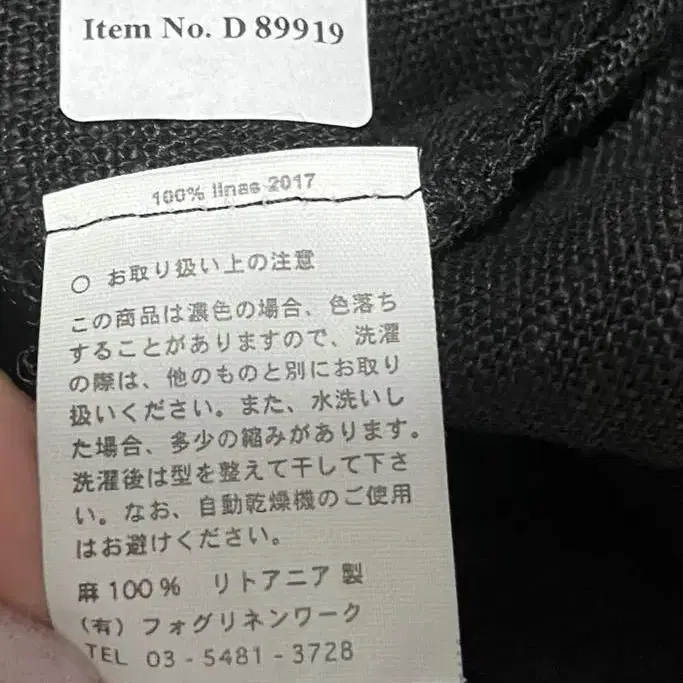 Item No. D 89919
100% linas 2017
○ お取り扱い上の注意
この商品は濃色の場合、色落ち
することがありますので、洗濯
の際は、他のものと別にお取り
扱いください。また、水洗いし
た場合、多少の縮みがあります。
洗濯後は型を整えて干して下さ
い。なお、自動乾燥機のご使用
はお避けください。
麻100% リトアニア製
(有)フォグリネンワーク
TEL 03-5481-3728